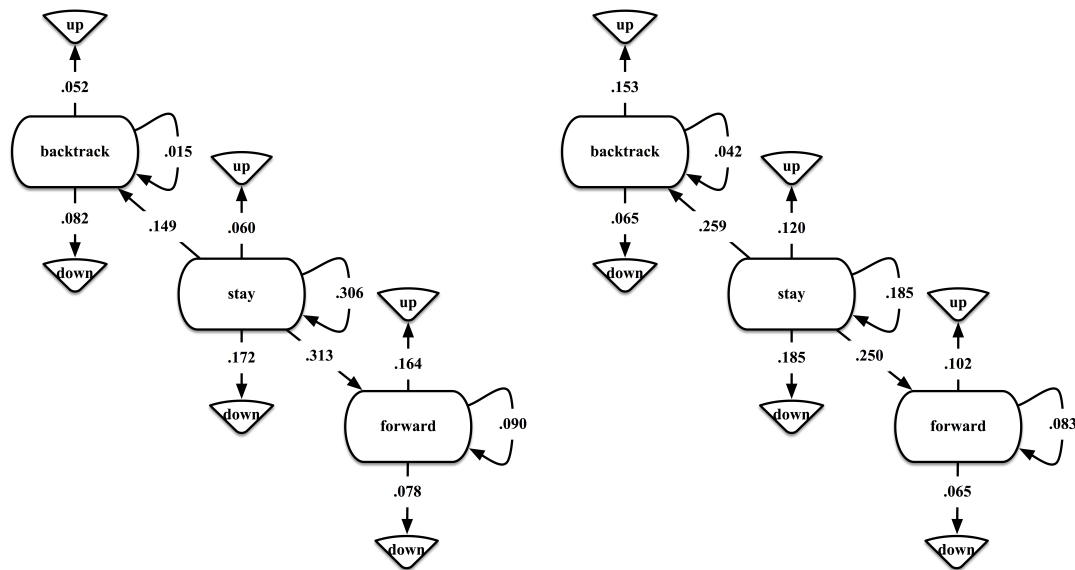 up
.052
backtrack
.015
.082
down
.149
up
.060
stay
.306
.172
down
.313
up
.164
forward
.090
.078
down
up
.153
backtrack
.042
.065
down
.259
up
.120
stay
.185
.185
down
.250
up
.102
forward
.083
.065
down